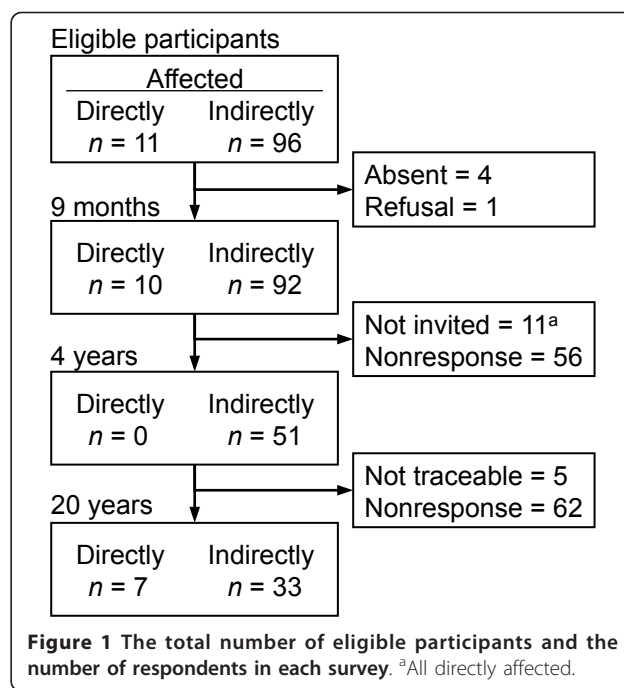 Eligible participants
Affected
Directly Indirectly
n = 11 n = 96
Absent = 4
Refusal = 1
9 months
Directly Indirectly
n = 10 n = 92
Not invited = 11ª
Nonresponse = 56
4 years
Directly Indirectly
n = 0 n = 51
Not traceable = 5
Nonresponse = 62
20 years
Directly Indirectly
n = 7 n = 33
Figure 1 The total number of eligible participants and the
number of respondents in each survey. ªAll directly affected.